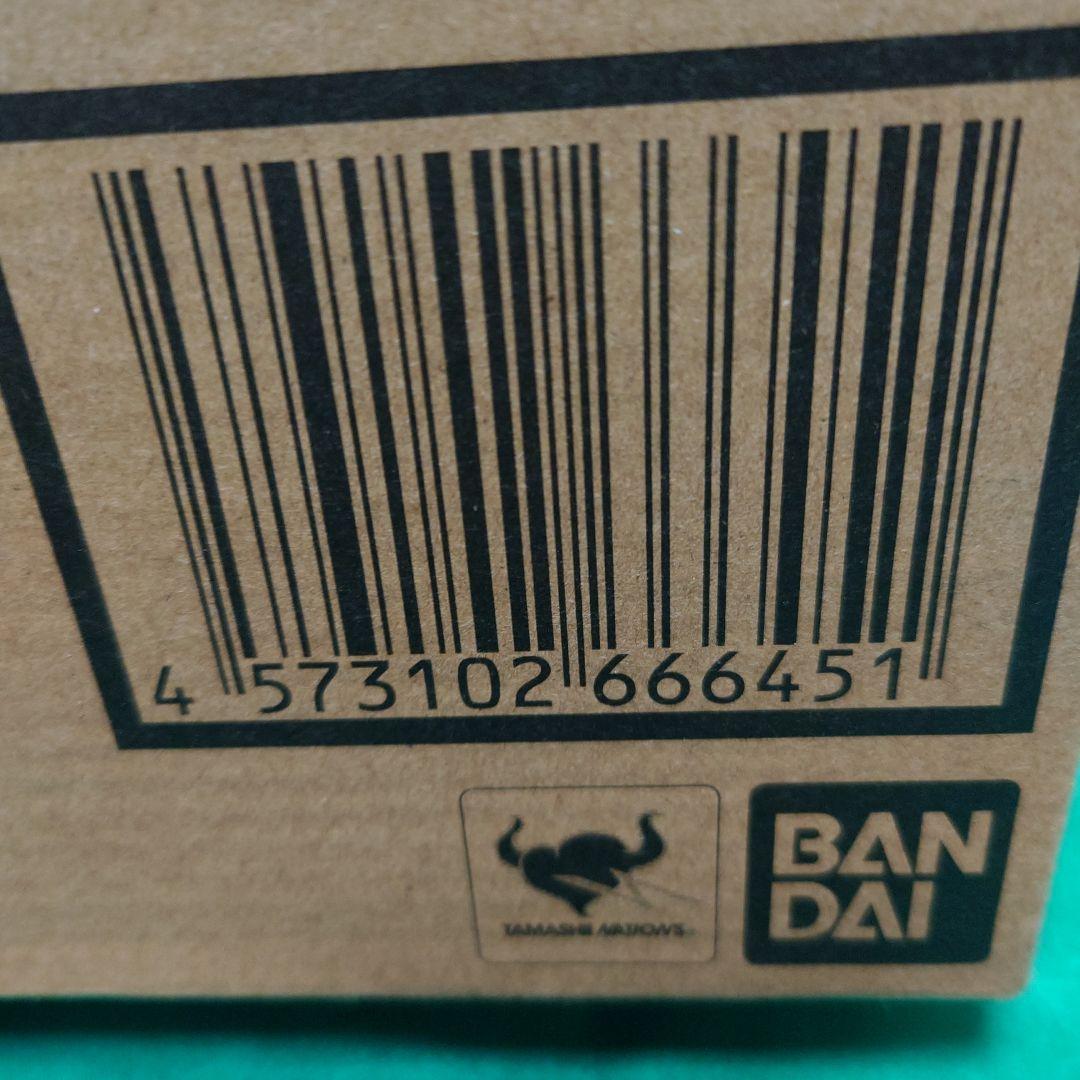 4 573102 666451
TAMASHII NATIONS
BAN
DAI